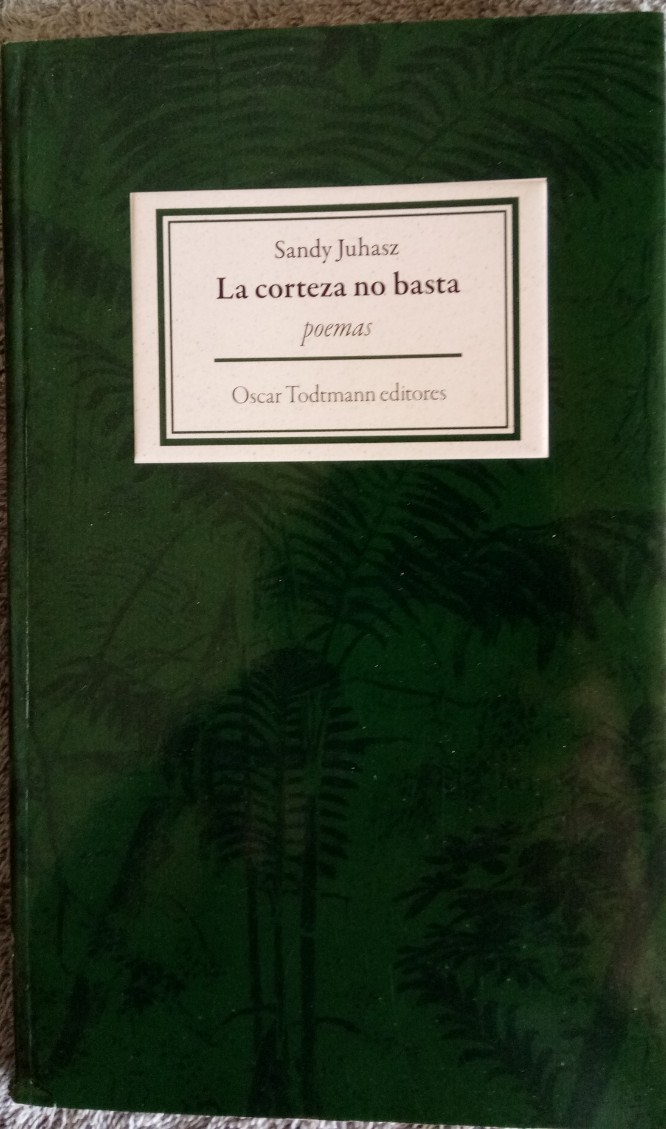 Sandy Juhasz
La corteza no basta
poemas
Oscar Todtmann editores